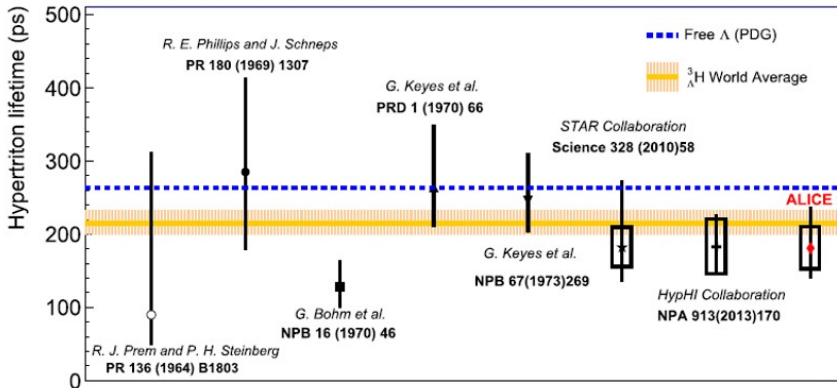 Hypertriton lifetime (ps)
500
400
300
200
100
0
Free Λ (PDG)
³ΛH World Average
R. E. Phillips and J. Schneps
PR 180 (1969) 1307
G. Keyes et al.
PRD 1 (1970) 66
STAR Collaboration
Science 328 (2010)58
ALICE
G. Keyes et al.
NPB 67(1973)269
G. Bohm et al.
NPB 16 (1970) 46
HypHI Collaboration
NPA 913(2013)170
R. J. Prem and P. H. Steinberg
PR 136 (1964) B1803